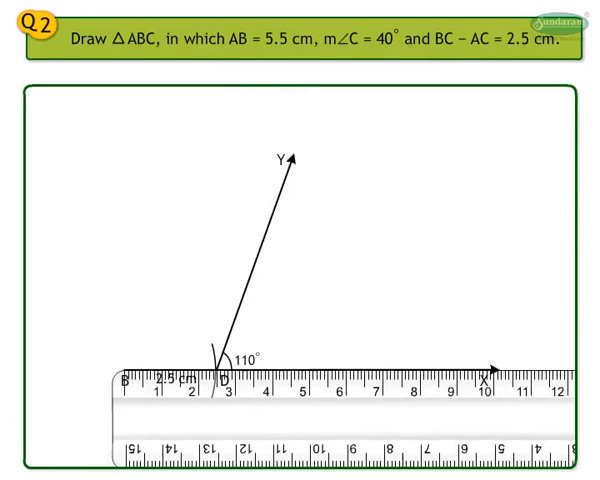 Q2
Sundaram
Draw △ABC, in which AB = 5.5 cm, m∠C = 40° and BC – AC = 2.5 cm.
Y
110°
B 2.5 cm D X
1 2 3 4 5 6 7 8 9 10 11 12
15 14 13 12 11 10 9 8 7 6 5 4